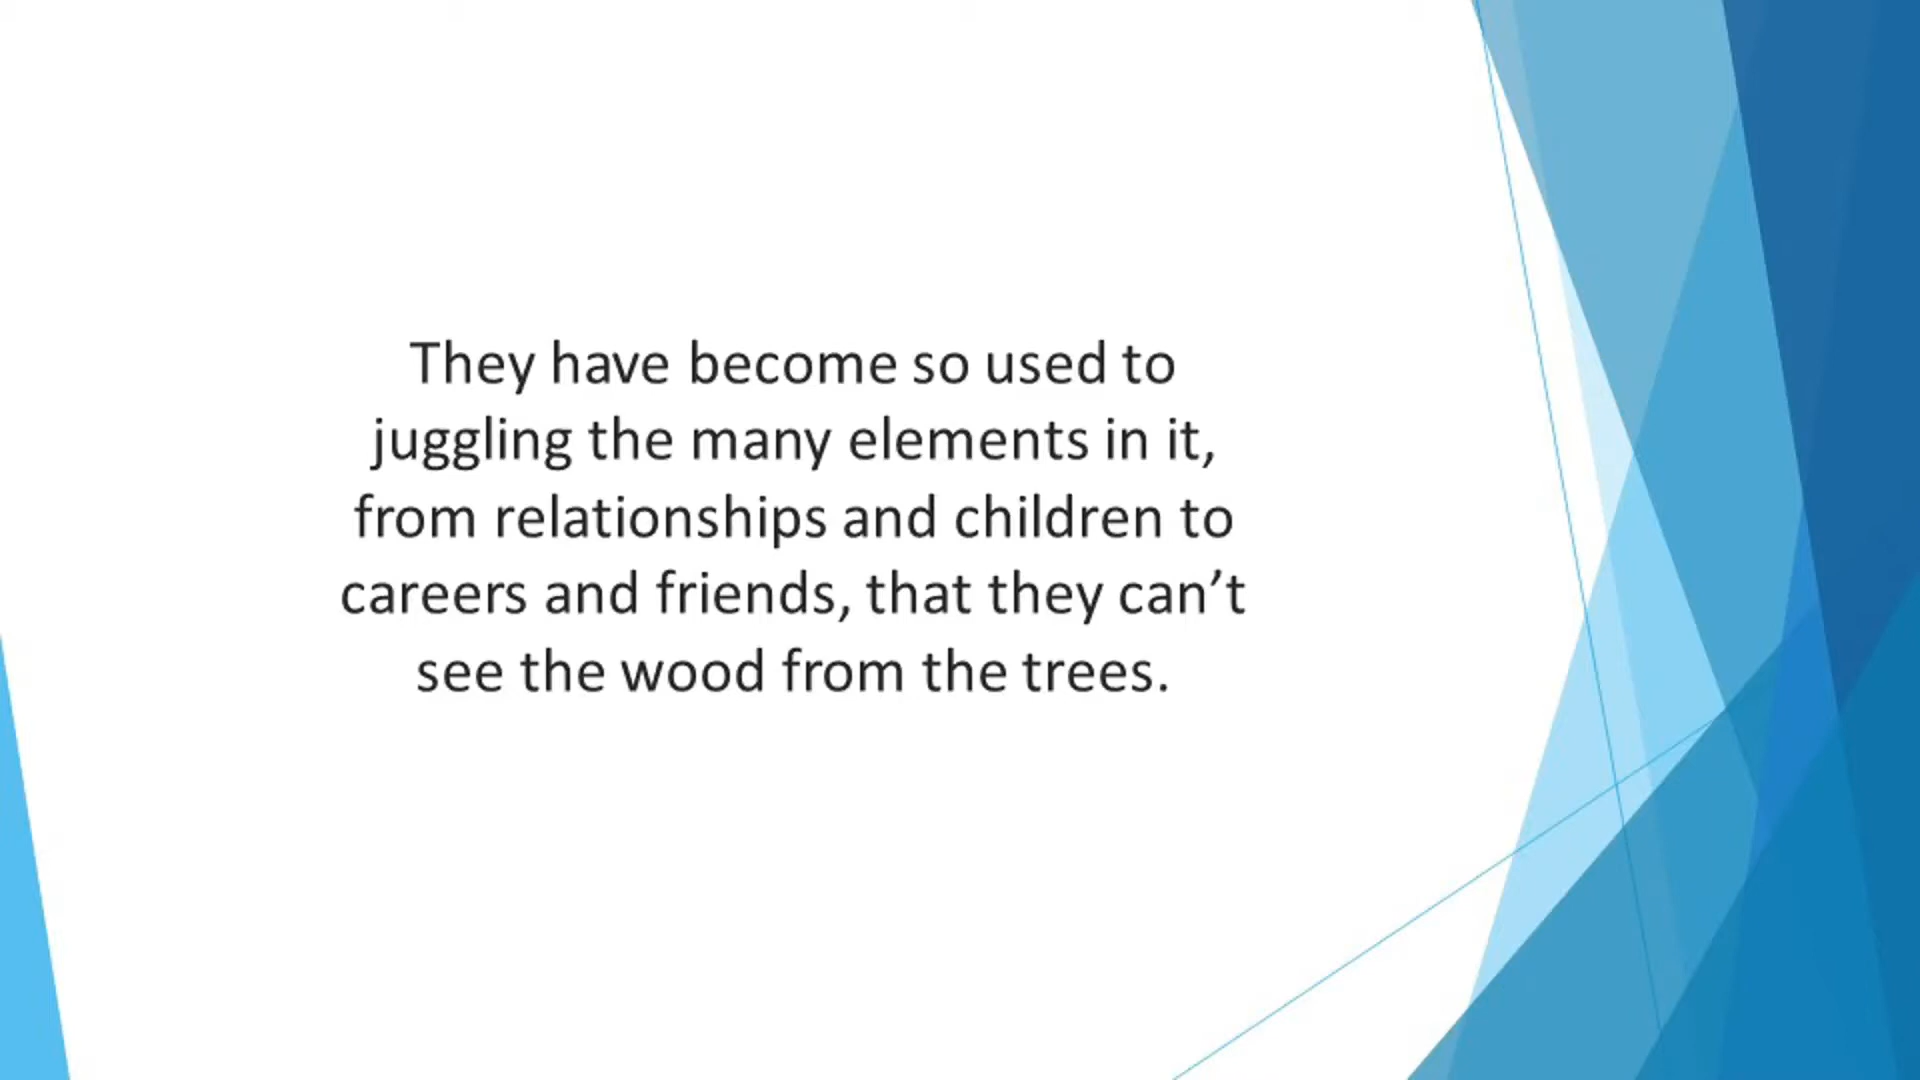 They have become so used to
juggling the many elements in it,
from relationships and children to
careers and friends, that they can’t
see the wood from the trees.